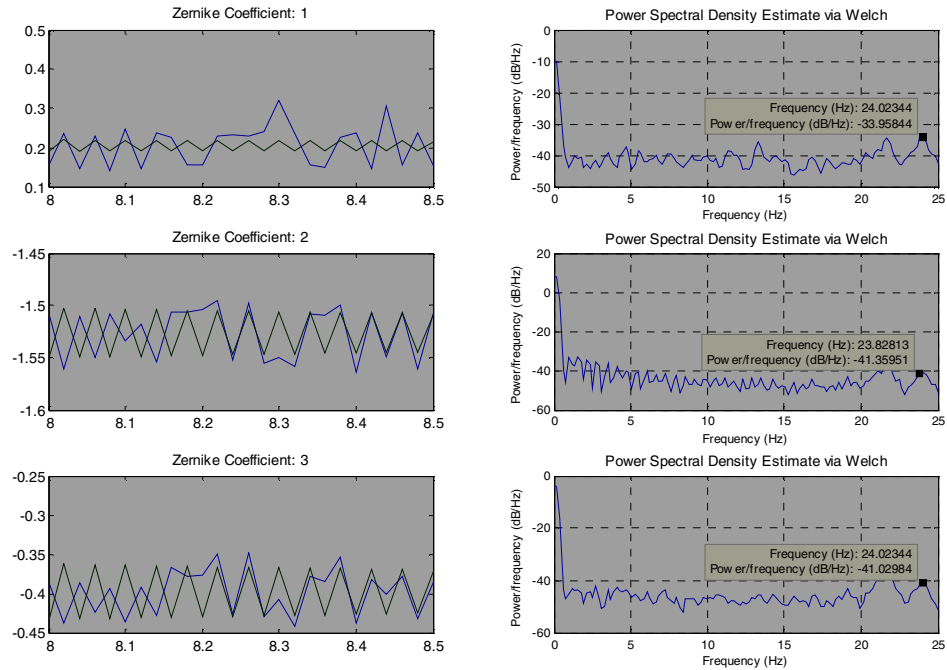 Zernike Coefficient: 1
0.5
0.4
0.3
0.2
0.1
8 8.1 8.2 8.3 8.4 8.5
Power Spectral Density Estimate via Welch
Power/frequency (dB/Hz)
0
-10
-20
-30
-40
-50
Frequency (Hz): 24.02344
Power/frequency (dB/Hz): -33.95844
0 5 10 15 20 25
Frequency (Hz)
Zernike Coefficient: 2
-1.45
-1.5
-1.55
-1.6
8 8.1 8.2 8.3 8.4 8.5
Power Spectral Density Estimate via Welch
Power/frequency (dB/Hz)
20
0
-20
-40
-60
Frequency (Hz): 23.82813
Power/frequency (dB/Hz): -41.35951
0 5 10 15 20 25
Frequency (Hz)
Zernike Coefficient: 3
-0.25
-0.3
-0.35
-0.4
-0.45
8 8.1 8.2 8.3 8.4 8.5
Power Spectral Density Estimate via Welch
Power/frequency (dB/Hz)
0
-20
-40
-60
Frequency (Hz): 24.02344
Power/frequency (dB/Hz): -41.02984
0 5 10 15 20 25
Frequency (Hz)